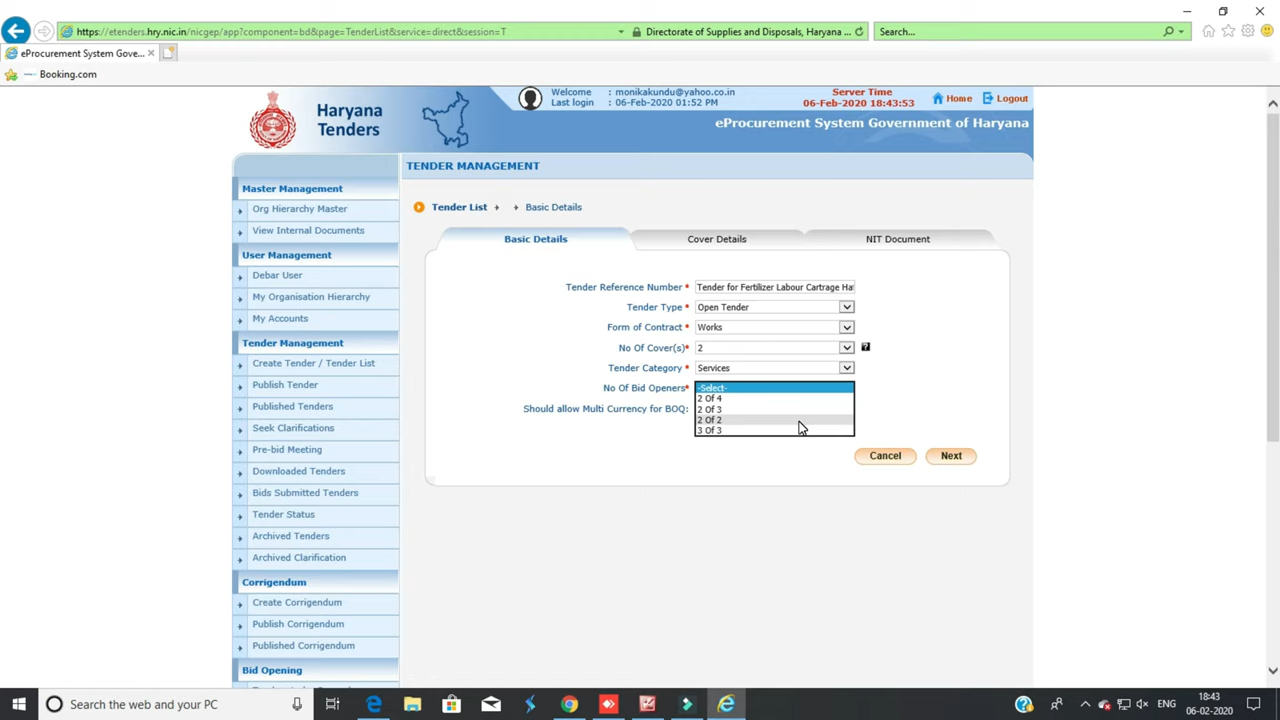 https://etenders.hry.nic.in/nicgep/app?component=bd&page=TenderList&service=direct&session=T
Directorate of Supplies and Disposals, Haryana ...
Search...
eProcurement System Gove...
Booking.com
Haryana
Tenders
Welcome : monikakundu@yahoo.co.in
Last login : 06-Feb-2020 01:52 PM
Server Time
06-Feb-2020 18:43:53
Home
Logout
eProcurement System Government of Haryana
TENDER MANAGEMENT
Master Management
Org Hierarchy Master
View Internal Documents
User Management
Debar User
My Organisation Hierarchy
My Accounts
Tender Management
Create Tender / Tender List
Publish Tender
Published Tenders
Seek Clarifications
Pre-bid Meeting
Downloaded Tenders
Bids Submitted Tenders
Tender Status
Archived Tenders
Archived Clarification
Corrigendum
Create Corrigendum
Publish Corrigendum
Published Corrigendum
Bid Opening
Tender List
Basic Details
Basic Details
Cover Details
NIT Document
Tender Reference Number * Tender for Fertilizer Labour Cartrage Ha
Tender Type * Open Tender
Form of Contract * Works
No Of Cover(s) * 2
Tender Category * Services
No Of Bid Openers* -Select-
2 Of 4
2 Of 3
2 Of 2
3 Of 3
Should allow Multi Currency for BOQ:
Cancel
Next
Search the web and your PC
ENG
18:43
06-02-2020